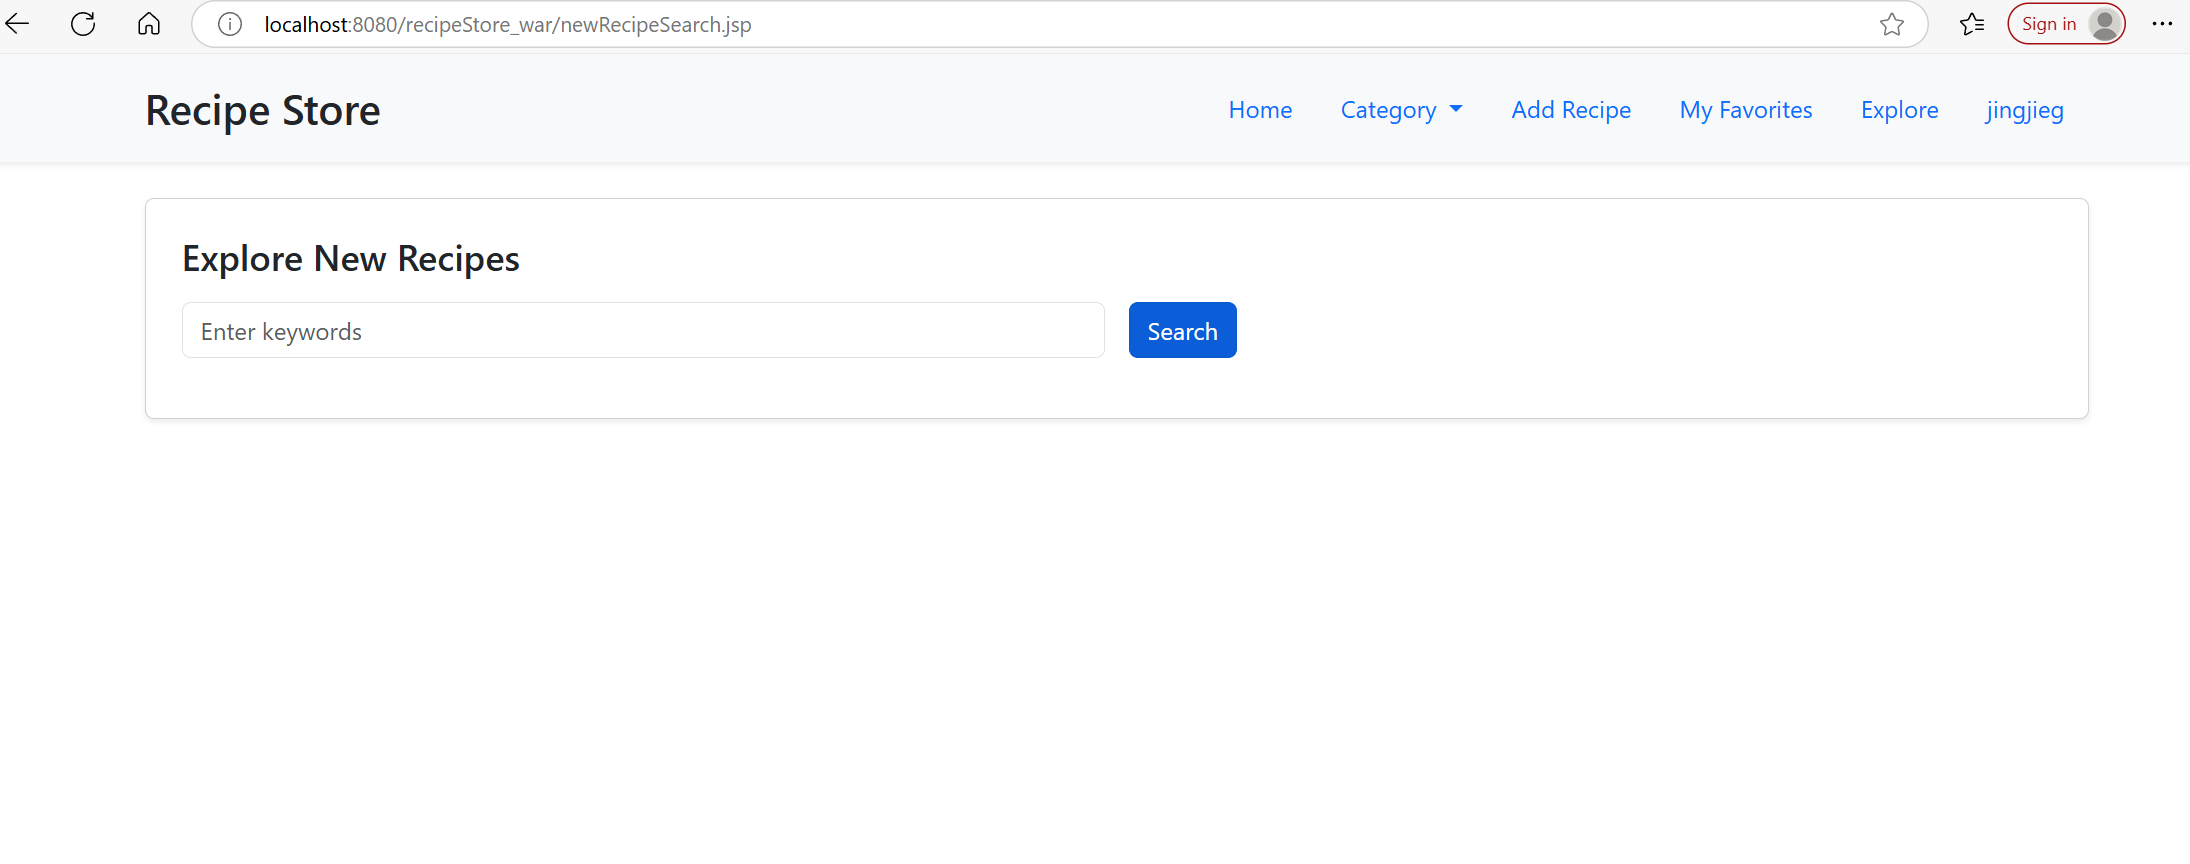 localhost:8080/recipeStore_war/newRecipeSearch.jsp
Sign in
Recipe Store
Home Category Add Recipe My Favorites Explore jingjieg
Explore New Recipes
Enter keywords
Search